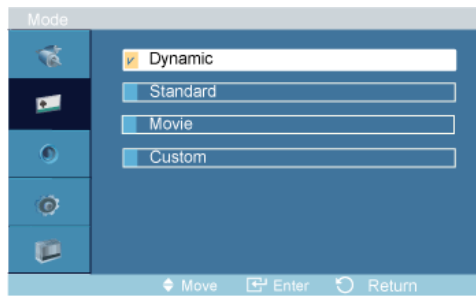 Mode
Dynamic
Standard
Movie
Custom
Move Enter Return